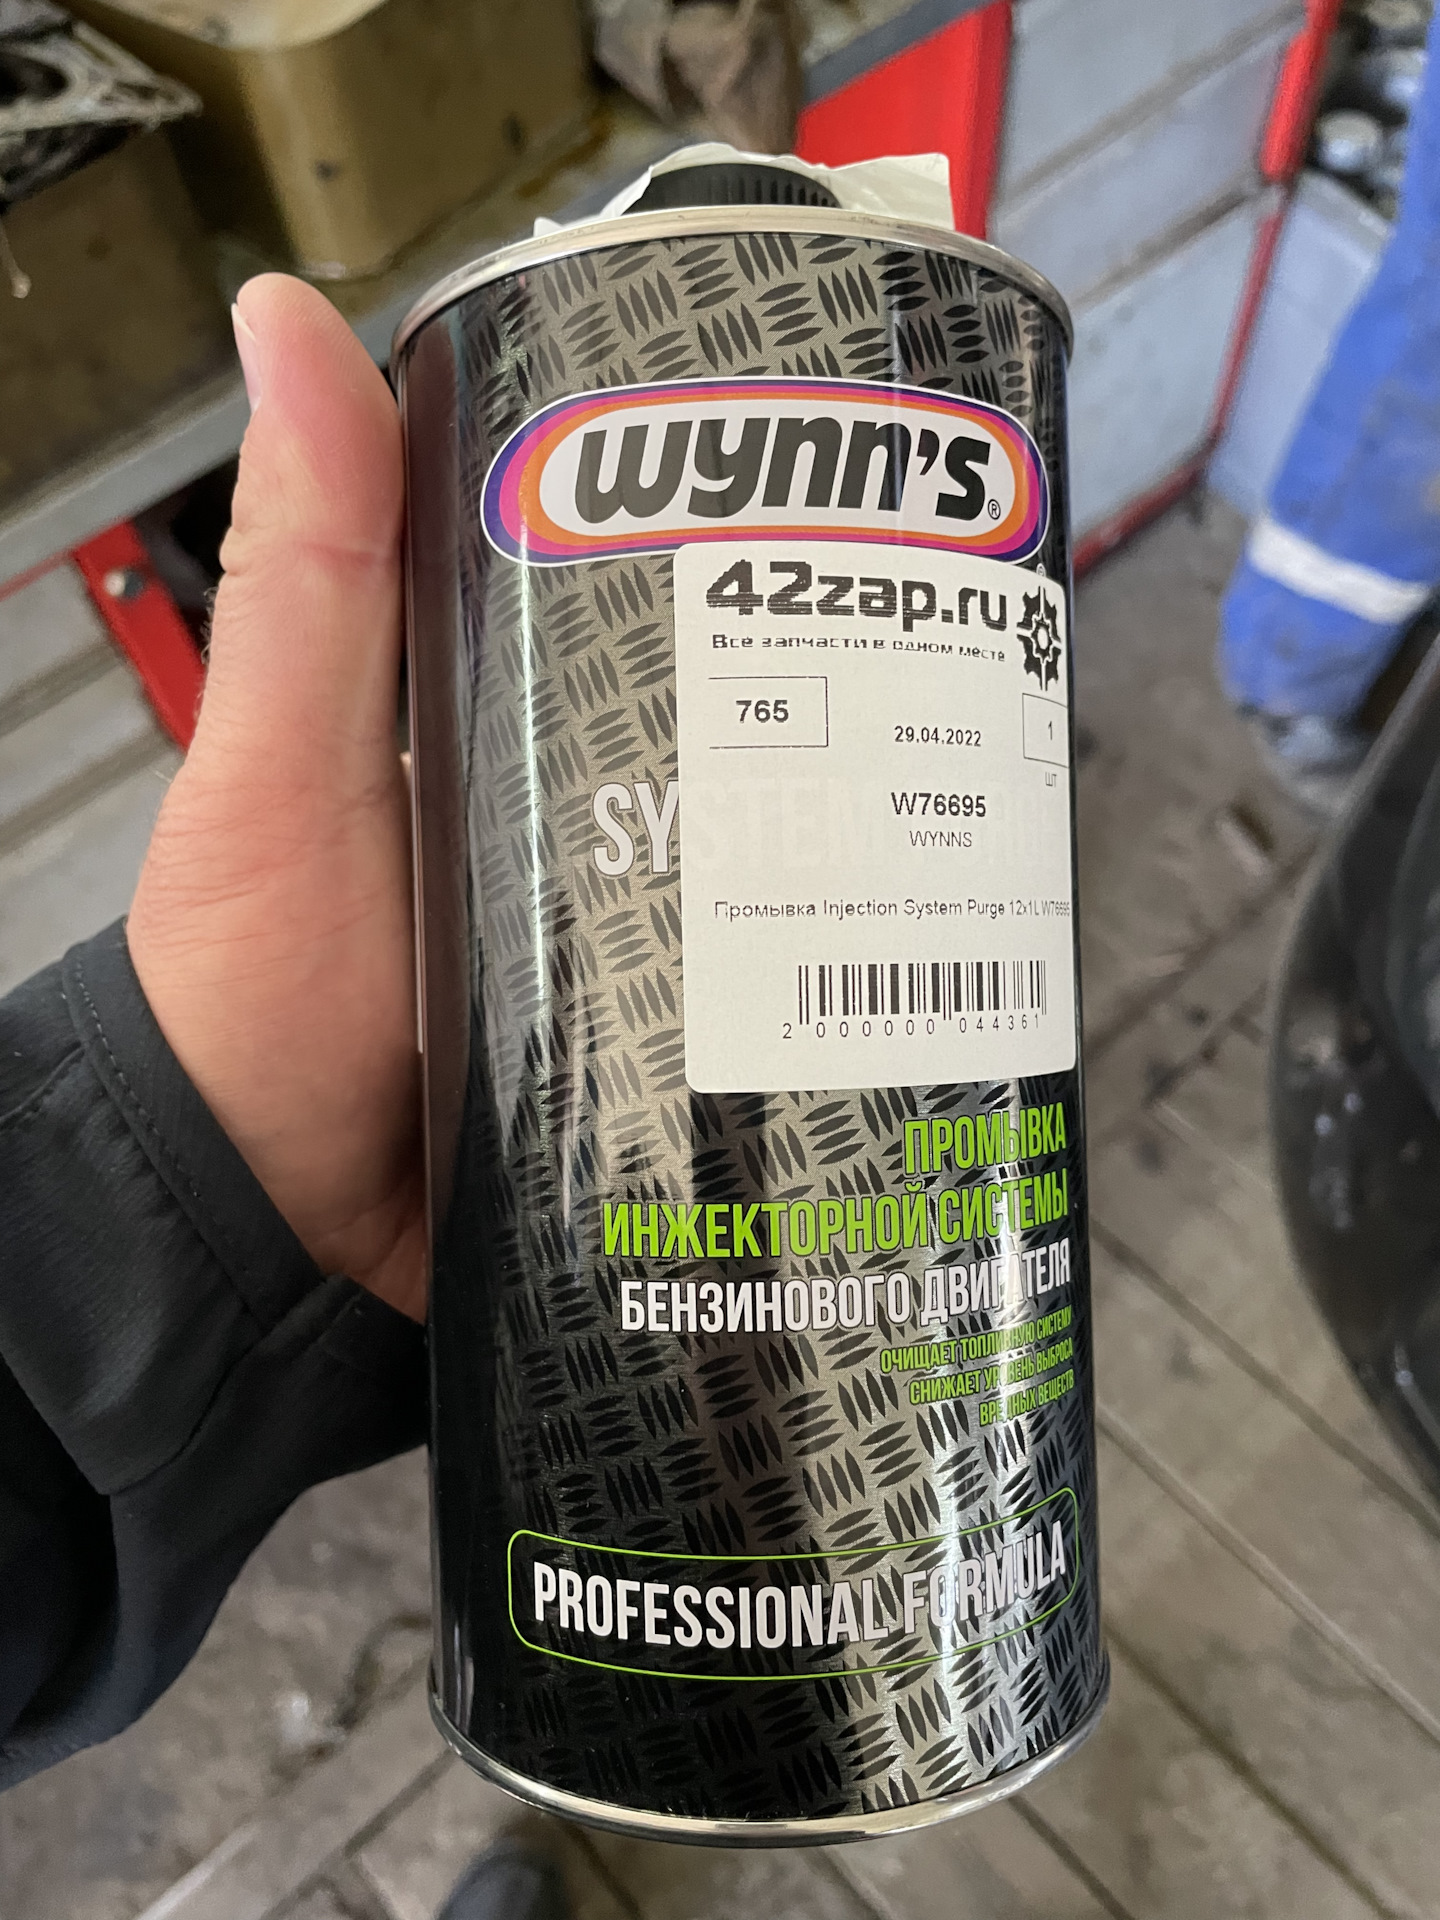 wynn's®
42zap.ru
Все запчасти в одном месте
765
29.04.2022
1
шт
W76695
WYNNS
SY
Промывка Injection System Purge 12x1L W76695
2 000000 044361
ПРОМЫВКА
ИНЖЕКТОРНОЙ СИСТЕМЫ
БЕНЗИНОВОГО ДВИГАТЕЛЯ
ОЧИЩАЕТ ТОПЛИВНУЮ СИСТЕМУ
СНИЖАЕТ УРОВЕНЬ ВЫБРОСА
ВРЕДНЫХ ВЕЩЕСТВ
PROFESSIONAL FORMULA